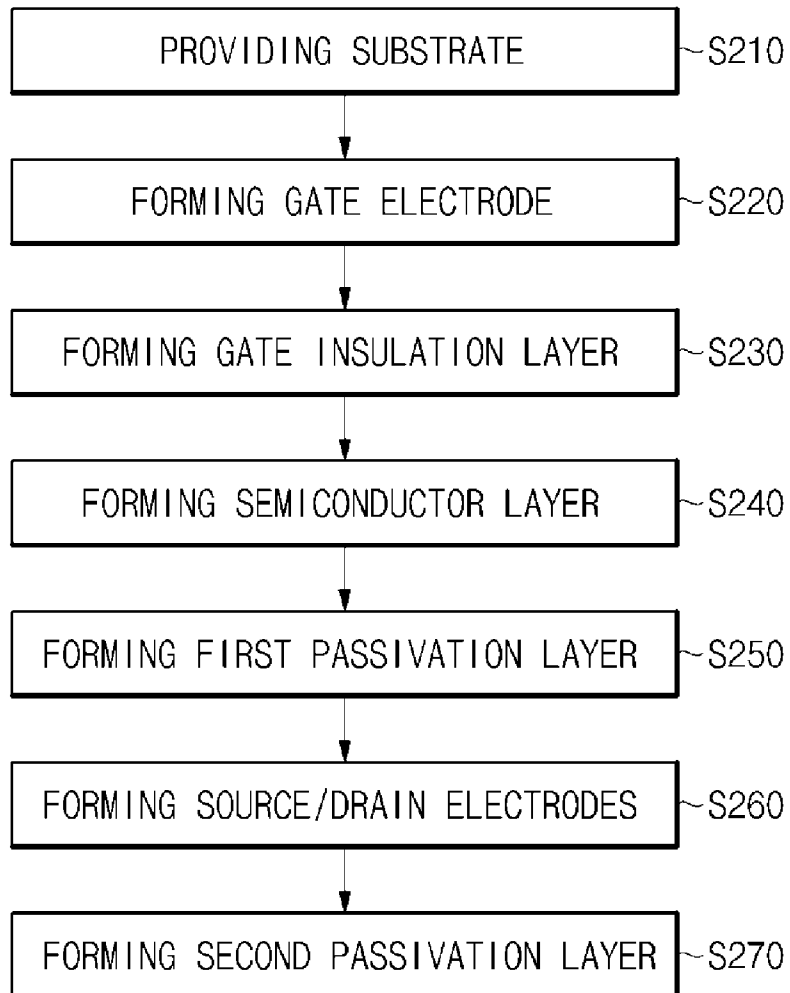 PROVIDING SUBSTRATE ~S210
FORMING GATE ELECTRODE ~S220
FORMING GATE INSULATION LAYER ~S230
FORMING SEMICONDUCTOR LAYER ~S240
FORMING FIRST PASSIVATION LAYER ~S250
FORMING SOURCE/DRAIN ELECTRODES ~S260
FORMING SECOND PASSIVATION LAYER ~S270